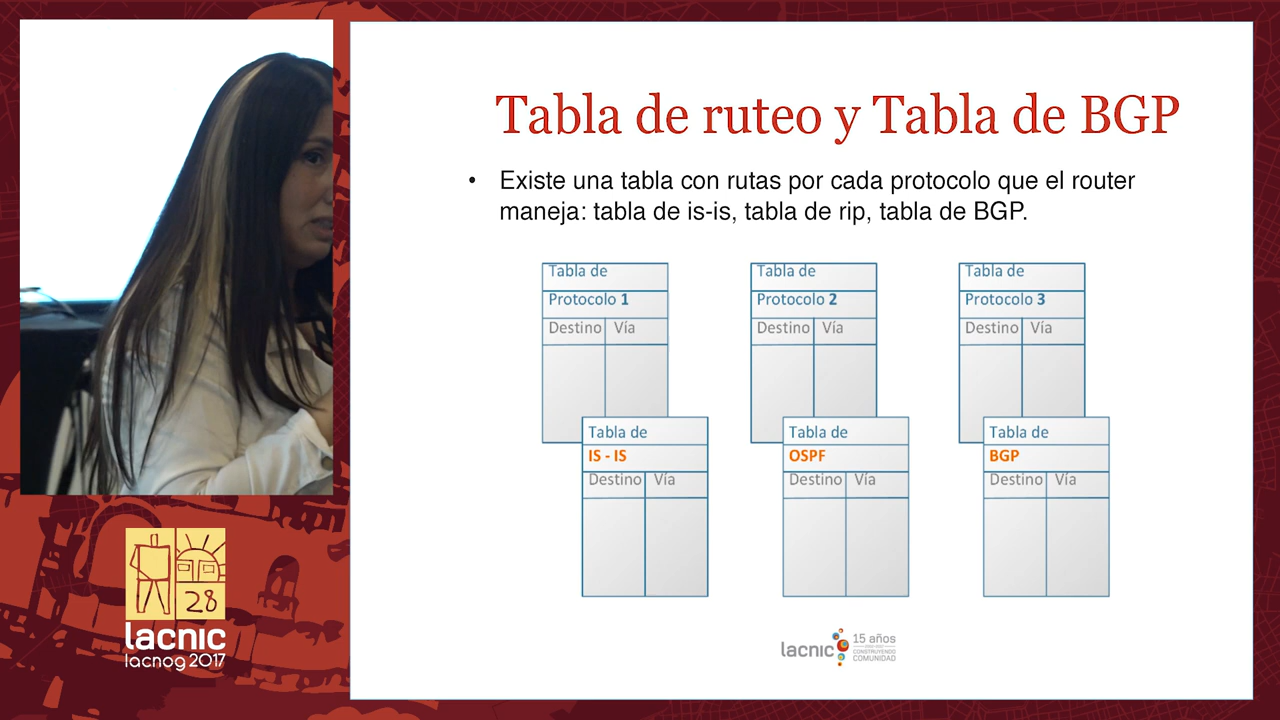 Tabla de ruteo y Tabla de BGP
• Existe una tabla con rutas por cada protocolo que el router
maneja: tabla de is-is, tabla de rip, tabla de BGP.
Tabla de
Protocolo 1
Destino Vía
Tabla de
Protocolo 2
Destino Vía
Tabla de
Protocolo 3
Destino Vía
Tabla de
IS - IS
Destino Vía
Tabla de
OSPF
Destino Vía
Tabla de
BGP
Destino Vía
28
lacnic
lacnog 2017
lacnic
15 años
CONSTRUYENDO
COMUNIDAD